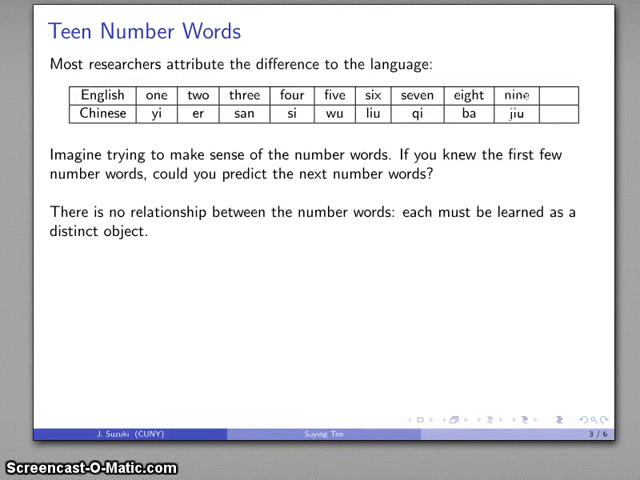 Teen Number Words
Most researchers attribute the difference to the language:
English one two three four five six seven eight nine
Chinese yi er san si wu liu qi ba jiu
Imagine trying to make sense of the number words. If you knew the first few
number words, could you predict the next number words?
There is no relationship between the number words: each must be learned as a
distinct object.
J. Suzuki (CUNY) Saying Ten 3 / 6
Screencast-O-Matic.com